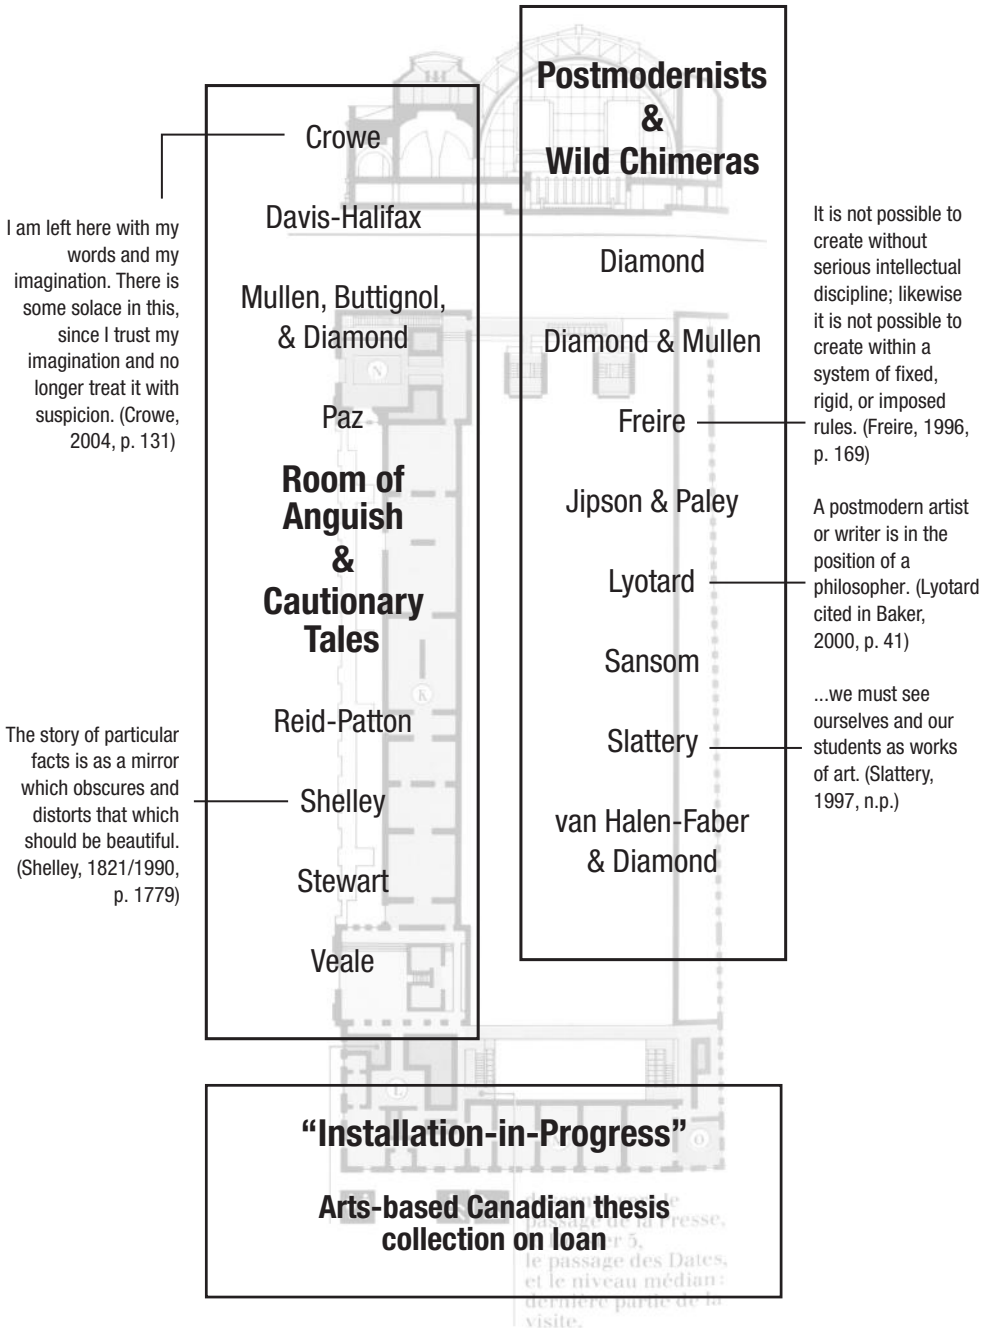 Postmodernists
&
Wild Chimeras
Diamond
Diamond & Mullen
Freire
Jipson & Paley
Lyotard
Sansom
Slattery
van Halen-Faber
& Diamond
It is not possible to
create without
serious intellectual
discipline; likewise
it is not possible to
create within a
system of fixed,
rigid, or imposed
rules. (Freire, 1996,
p. 169)
A postmodern artist
or writer is in the
position of a
philosopher. (Lyotard
cited in Baker,
2000, p. 41)
...we must see
ourselves and our
students as works
of art. (Slattery,
1997, n.p.)
Crowe
Davis-Halifax
Mullen, Buttignol,
& Diamond
Paz
Room of
Anguish
&
Cautionary
Tales
Reid-Patton
Shelley
Stewart
Veale
I am left here with my
words and my
imagination. There is
some solace in this,
since I trust my
imagination and no
longer treat it with
suspicion. (Crowe,
2004, p. 131)
The story of particular
facts is as a mirror
which obscures and
distorts that which
should be beautiful.
(Shelley, 1821/1990,
p. 1779)
N
K
L
O
“Installation-in-Progress”
Arts-based Canadian thesis
collection on loan
le
passage de la Presse,
5,
le passage des Dates,
et le niveau médian :
dernière partie de la
visite.